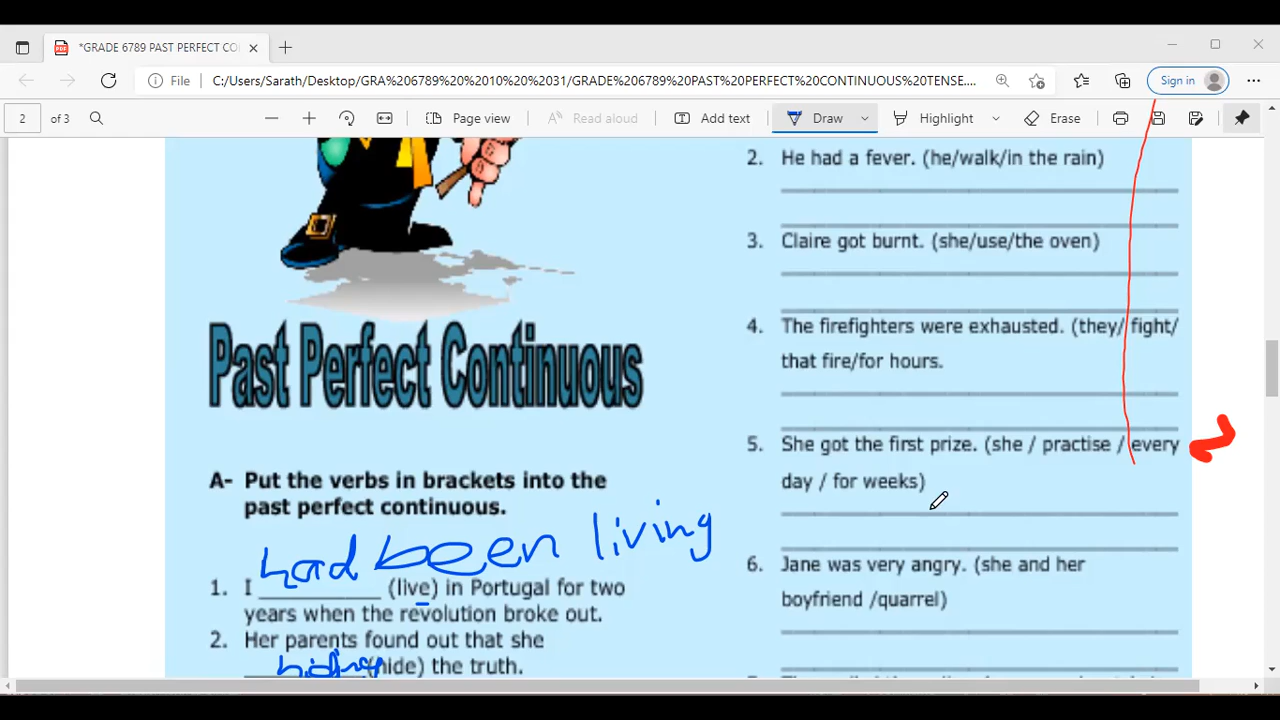 *GRADE 6789 PAST PERFECT CO
File
C:/Users/Sarath/Desktop/GRA%206789%20%2010%20%2031/GRADE%206789%20PAST%20PERFECT%20CONTINUOUS%20TENSE....
Sign in
2 of 3
Page view
Read aloud
Add text
Draw
Highlight
Erase
Past Perfect Continuous
A- Put the verbs in brackets into the
past perfect continuous.
had been living
1. I __________ (live) in Portugal for two
years when the revolution broke out.
2. Her parents found out that she
hiding (hide) the truth.
2. He had a fever. (he/walk/in the rain)
3. Claire got burnt. (she/use/the oven)
4. The firefighters were exhausted. (they/ fight/
that fire/for hours.
5. She got the first prize. (she / practise / every
day / for weeks)
6. Jane was very angry. (she and her
boyfriend /quarrel)